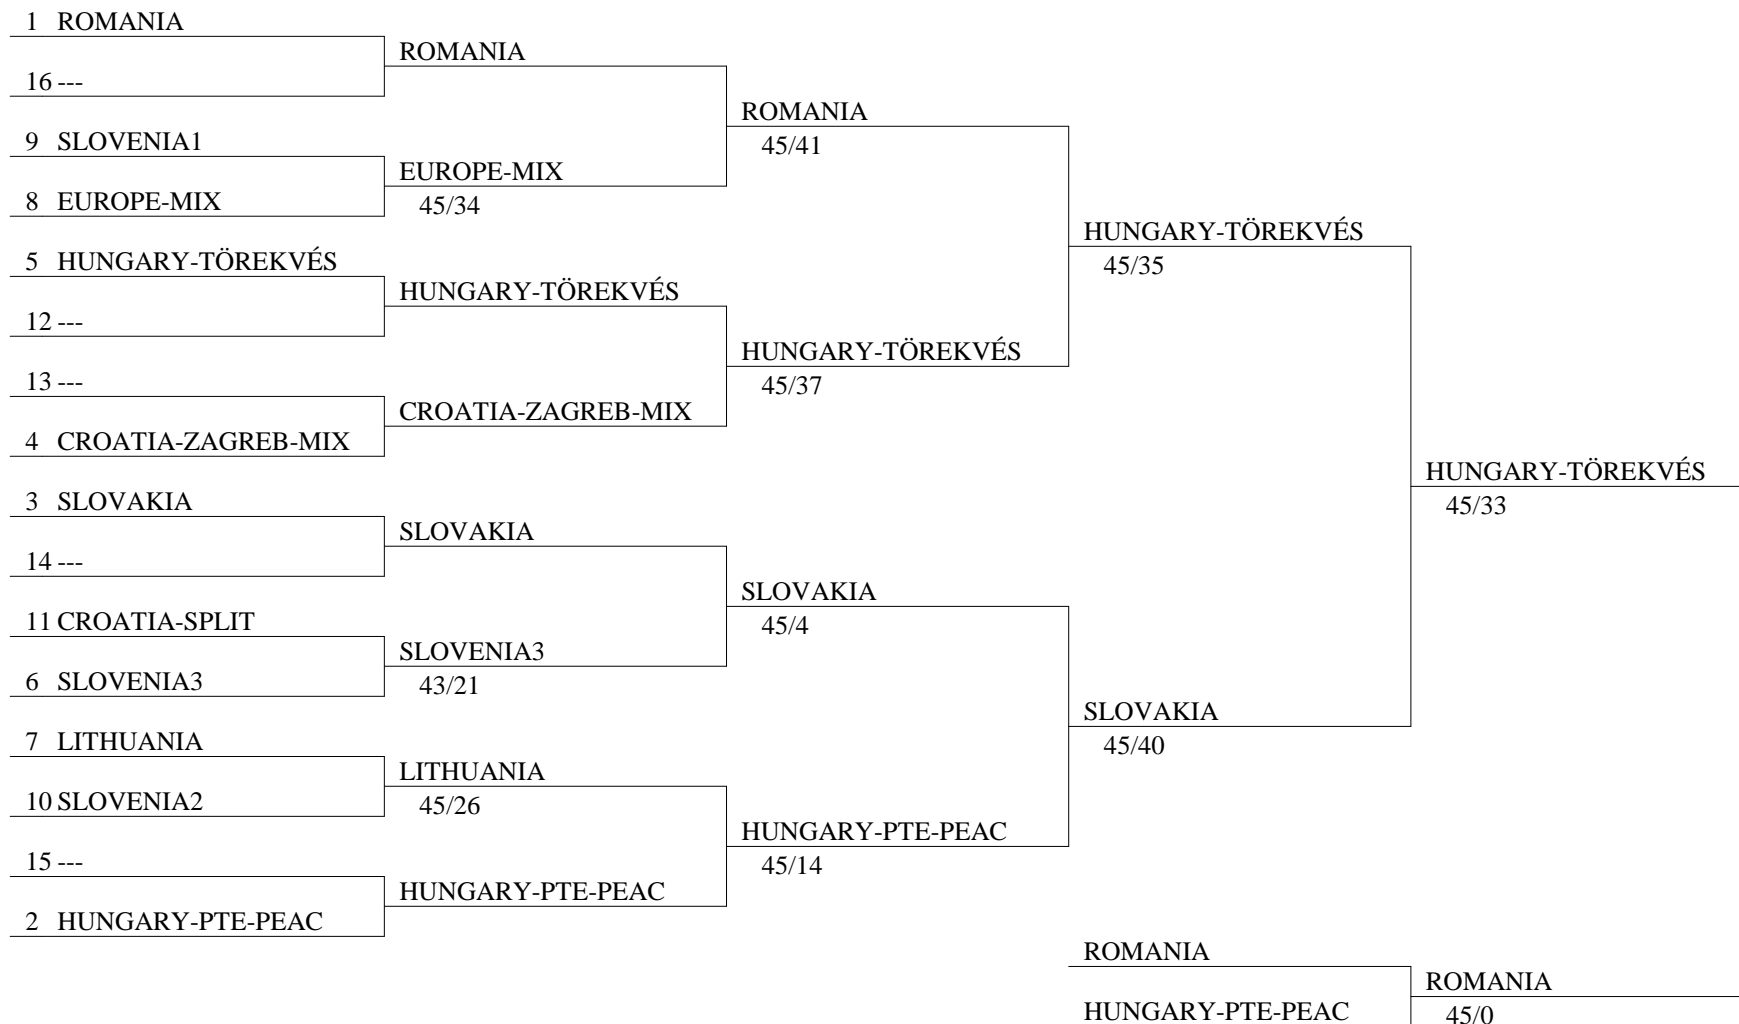 1 ROMANIA
ROMANIA
16 ---
ROMANIA
9 SLOVENIA1
45/41
EUROPE-MIX
8 EUROPE-MIX
45/34
HUNGARY-TÖREKVÉS
5 HUNGARY-TÖREKVÉS
45/35
HUNGARY-TÖREKVÉS
12 ---
HUNGARY-TÖREKVÉS
13 ---
45/37
CROATIA-ZAGREB-MIX
4 CROATIA-ZAGREB-MIX
HUNGARY-TÖREKVÉS
3 SLOVAKIA
45/33
SLOVAKIA
14 ---
SLOVAKIA
11 CROATIA-SPLIT
45/4
SLOVENIA3
6 SLOVENIA3
43/21
SLOVAKIA
7 LITHUANIA
45/40
LITHUANIA
10 SLOVENIA2
45/26
HUNGARY-PTE-PEAC
15 ---
45/14
HUNGARY-PTE-PEAC
2 HUNGARY-PTE-PEAC
ROMANIA
ROMANIA
HUNGARY-PTE-PEAC
45/0